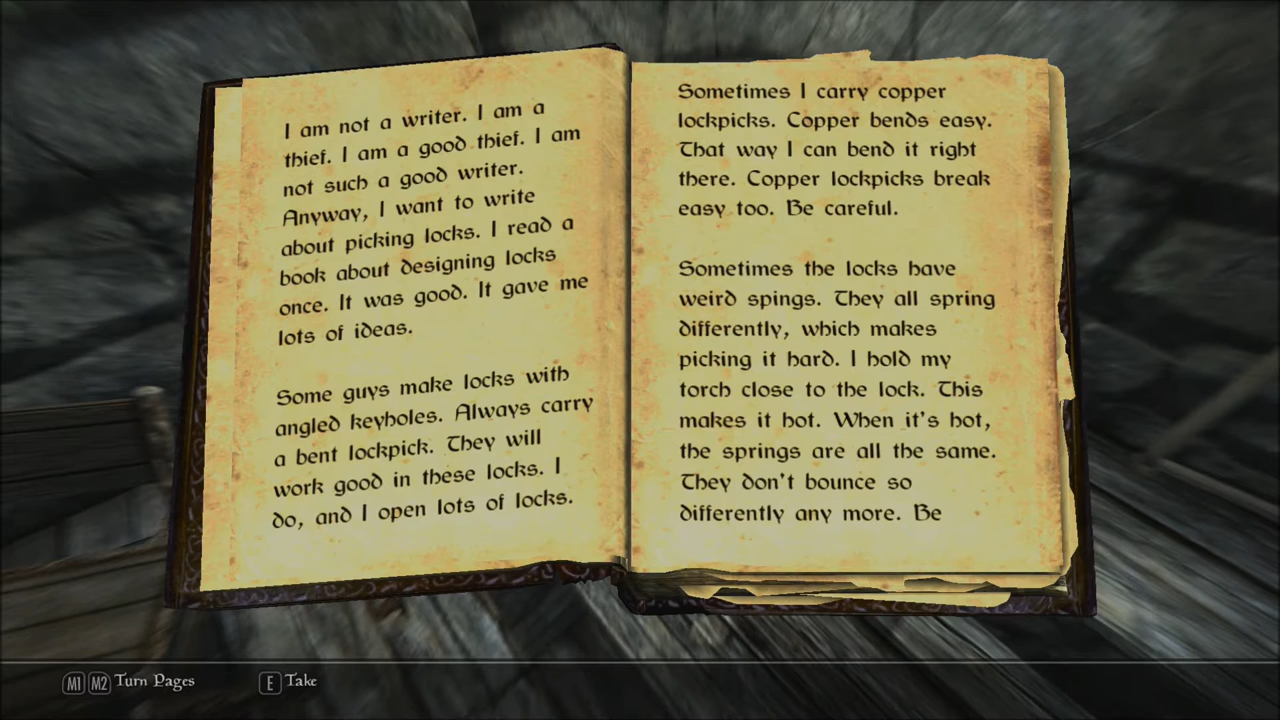 I am not a writer. I am a
thief. I am a good thief. I am
not such a good writer.
Anyway, I want to write
about picking locks. I read a
book about designing locks
once. It was good. It gave me
lots of ideas.
Some guys make locks with
angled keyholes. Always carry
a bent lockpick. They will
work good in these locks. I
do, and I open lots of locks.
Sometimes I carry copper
lockpicks. Copper bends easy.
That way I can bend it right
there. Copper lockpicks break
easy too. Be careful.
Sometimes the locks have
weird spings. They all spring
differently, which makes
picking it hard. I hold my
torch close to the lock. This
makes it hot. When it's hot,
the springs are all the same.
They don't bounce so
differently any more. Be
M1 M2 Turn Pages
E Take